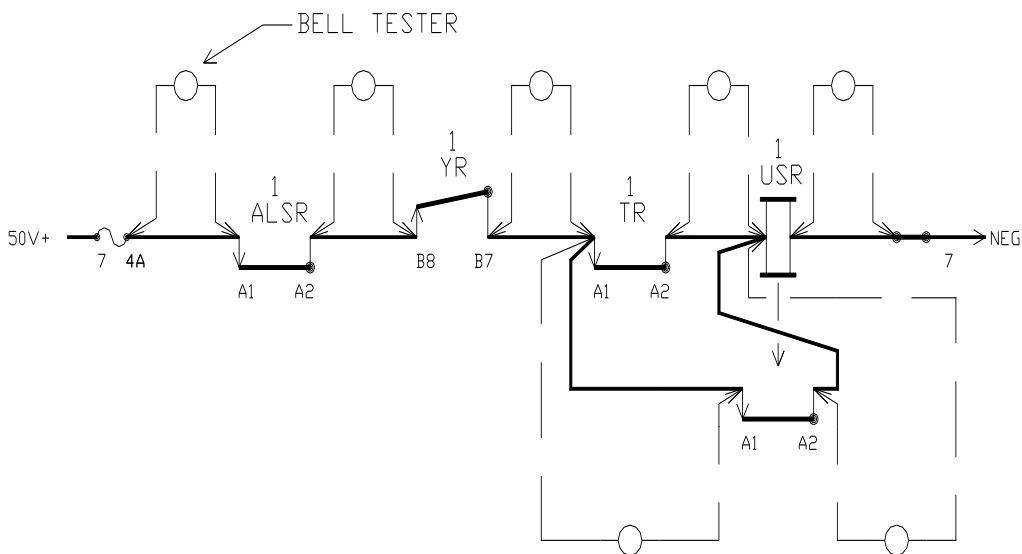 BELL TESTER
1
YR
1
USR
1
ALSR
1
TR
50V+
NEG
7 4A
B8 B7
7
A1 A2
A1 A2
A1 A2